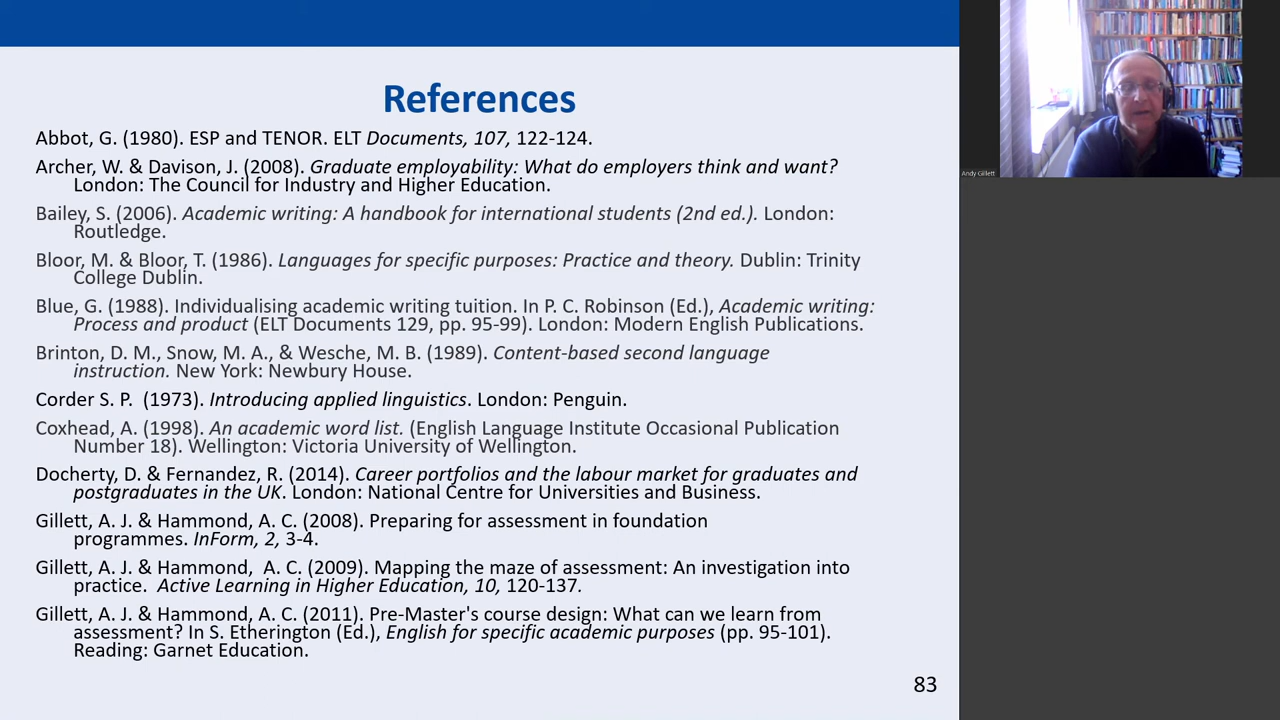 References
Abbot, G. (1980). ESP and TENOR. ELT Documents, 107, 122-124.
Archer, W. & Davison, J. (2008). Graduate employability: What do employers think and want?
London: The Council for Industry and Higher Education.
Bailey, S. (2006). Academic writing: A handbook for international students (2nd ed.). London:
Routledge.
Bloor, M. & Bloor, T. (1986). Languages for specific purposes: Practice and theory. Dublin: Trinity
College Dublin.
Blue, G. (1988). Individualising academic writing tuition. In P. C. Robinson (Ed.), Academic writing:
Process and product (ELT Documents 129, pp. 95-99). London: Modern English Publications.
Brinton, D. M., Snow, M. A., & Wesche, M. B. (1989). Content-based second language
instruction. New York: Newbury House.
Corder S. P. (1973). Introducing applied linguistics. London: Penguin.
Coxhead, A. (1998). An academic word list. (English Language Institute Occasional Publication
Number 18). Wellington: Victoria University of Wellington.
Docherty, D. & Fernandez, R. (2014). Career portfolios and the labour market for graduates and
postgraduates in the UK. London: National Centre for Universities and Business.
Gillett, A. J. & Hammond, A. C. (2008). Preparing for assessment in foundation
programmes. InForm, 2, 3-4.
Gillett, A. J. & Hammond, A. C. (2009). Mapping the maze of assessment: An investigation into
practice. Active Learning in Higher Education, 10, 120-137.
Gillett, A. J. & Hammond, A. C. (2011). Pre-Master's course design: What can we learn from
assessment? In S. Etherington (Ed.), English for specific academic purposes (pp. 95-101).
Reading: Garnet Education.
83
Andy Gillett